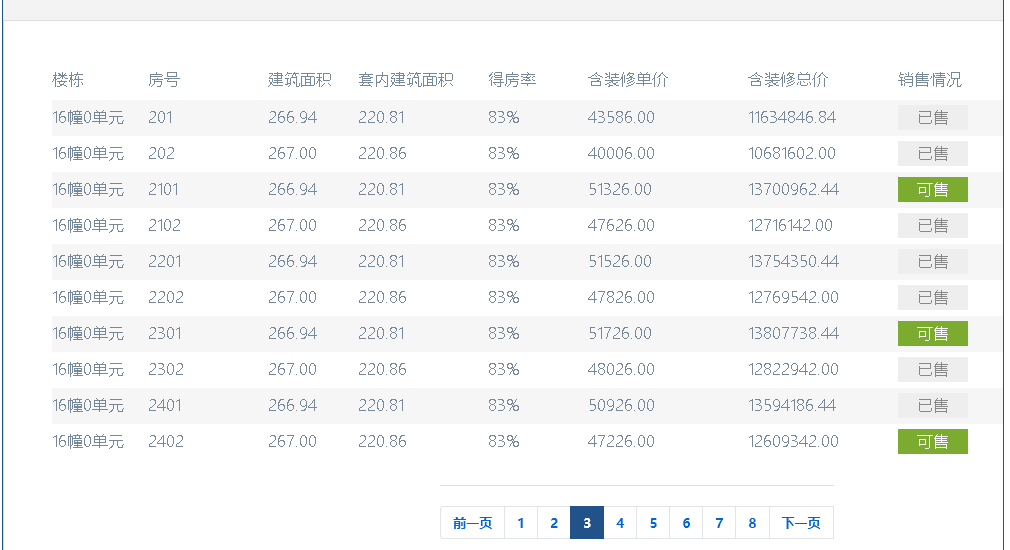 楼栋 房号 建筑面积 套内建筑面积 得房率 含装修单价 含装修总价 销售情况
16幢0单元 201 266.94 220.81 83% 43586.00 11634846.84 已售
16幢0单元 202 267.00 220.86 83% 40006.00 10681602.00 已售
16幢0单元 2101 266.94 220.81 83% 51326.00 13700962.44 可售
16幢0单元 2102 267.00 220.86 83% 47626.00 12716142.00 已售
16幢0单元 2201 266.94 220.81 83% 51526.00 13754350.44 已售
16幢0单元 2202 267.00 220.86 83% 47826.00 12769542.00 已售
16幢0单元 2301 266.94 220.81 83% 51726.00 13807738.44 可售
16幢0单元 2302 267.00 220.86 83% 48026.00 12822942.00 已售
16幢0单元 2401 266.94 220.81 83% 50926.00 13594186.44 已售
16幢0单元 2402 267.00 220.86 83% 47226.00 12609342.00 可售
前一页 1 2 3 4 5 6 7 8 下一页